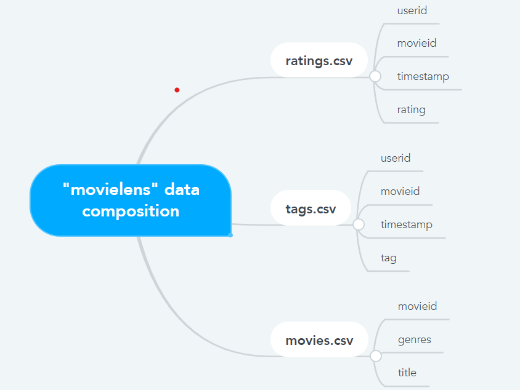 "movielens" data
composition
ratings.csv
userid
movieid
timestamp
rating
tags.csv
userid
movieid
timestamp
tag
movies.csv
movieid
genres
title